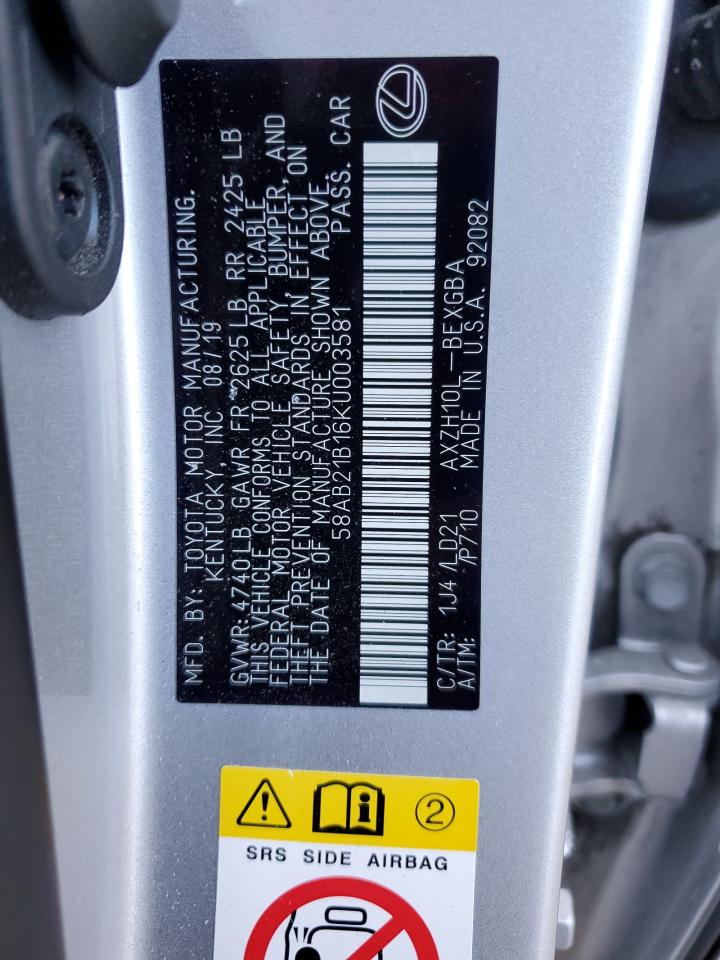 MFD. BY: TOYOTA MOTOR MANUFACTURING.
KENTUCKY, INC. 08/19
GVWR: 4740 LB GAWR FR 2625 LB RR 2425 LB
THIS VEHICLE CONFORMS TO ALL APPLICABLE
FEDERAL MOTOR VEHICLE SAFETY, BUMPER, AND
THEFT PREVENTION STANDARDS IN EFFECT ON
THE DATE OF MANUFACTURE SHOWN ABOVE.
58AB21B16KU003581 PASS. CAR
C/TR: 1J4 /LD21 AXZH10L-BEXGBA
A/TM: /P710 MADE IN U.S.A. 92082
2
SRS SIDE AIRBAG